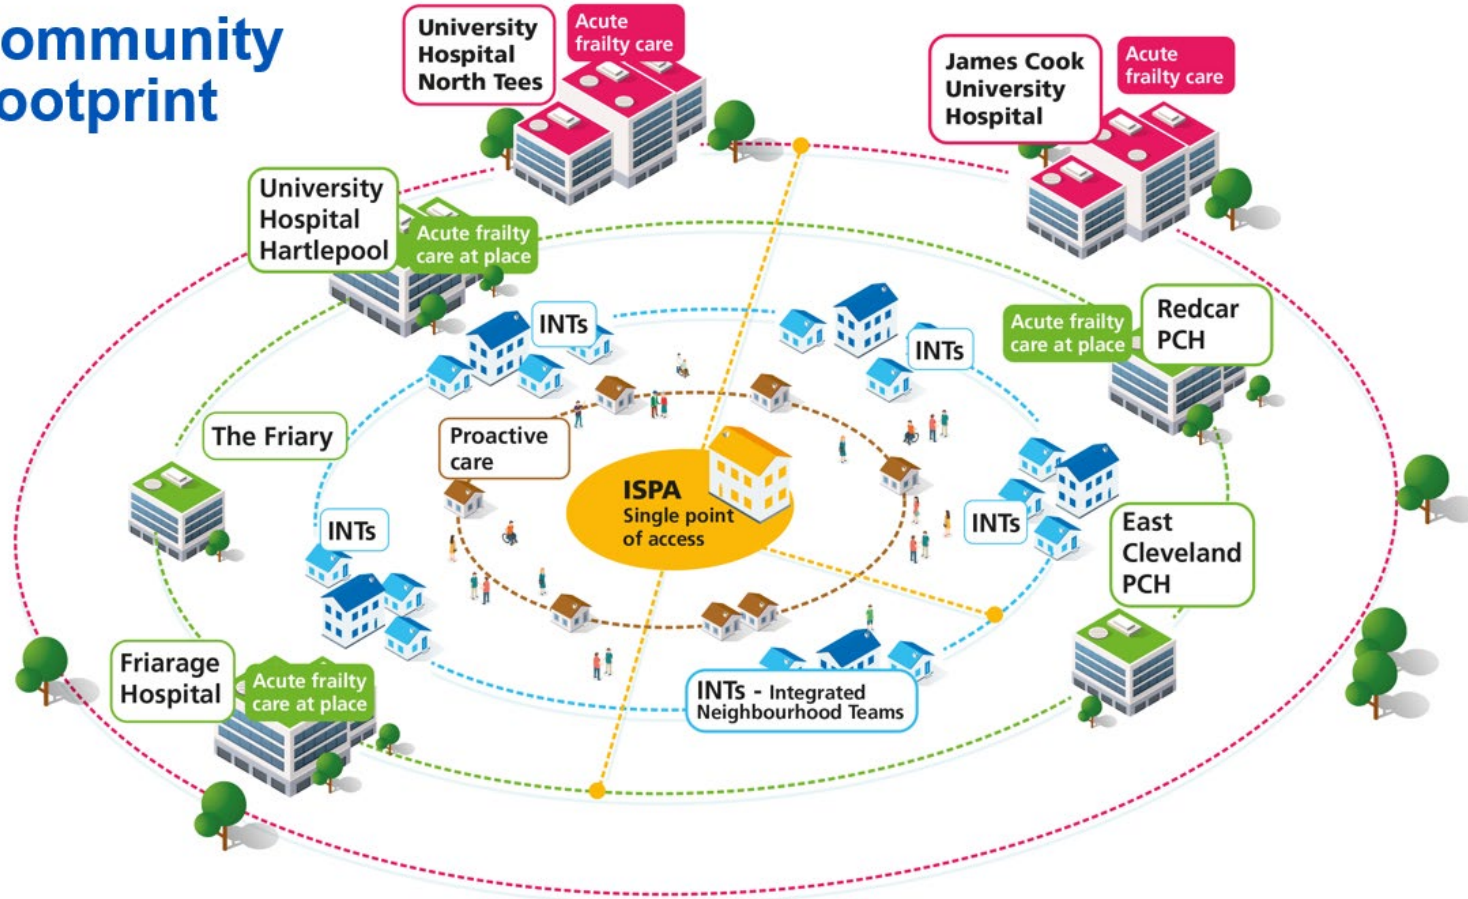 ommunity
ootprint
University
Hospital
North Tees
Acute
frailty care
James Cook
University
Hospital
Acute
frailty care
University
Hospital
Hartlepool
Acute frailty
care at place
INTs
INTs
Acute frailty
care at place
Redcar
PCH
The Friary
Proactive
care
ISPA
Single point
of access
INTs
INTs
East
Cleveland
PCH
Friarage
Hospital
Acute frailty
care at place
INTs - Integrated
Neighbourhood Teams